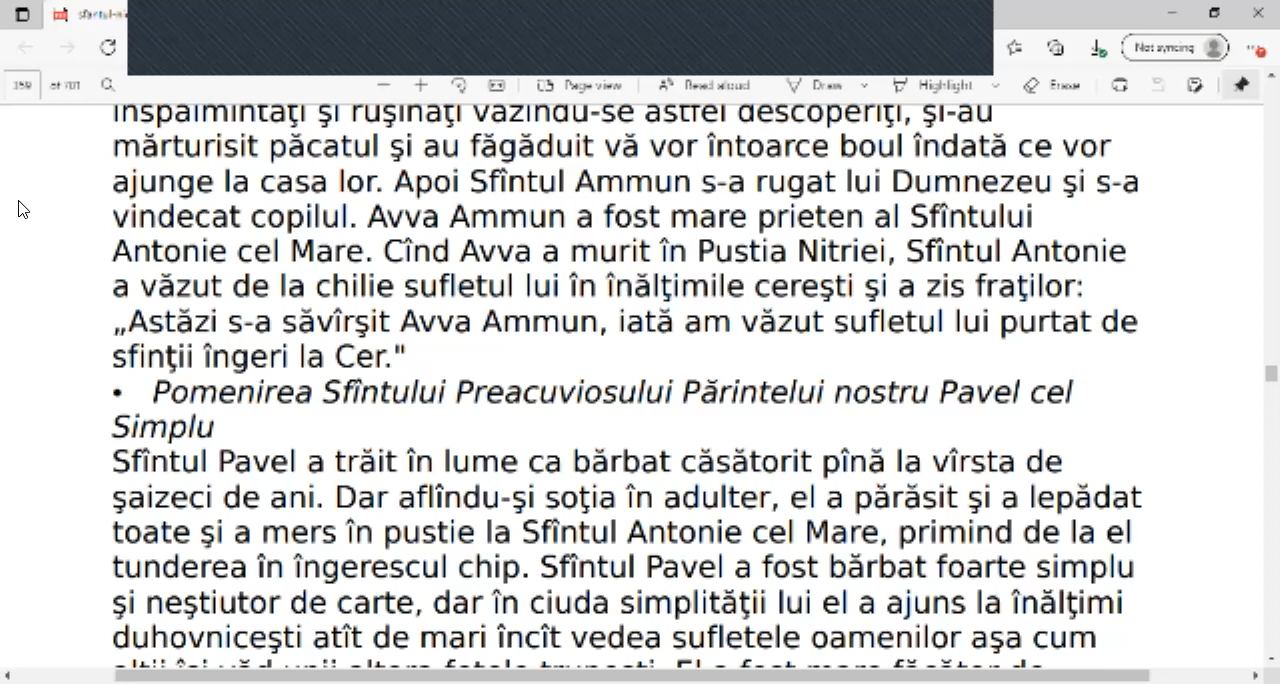 159 of 701
Page view
Read aloud
Draw
Highlight
Erase
Not syncing
înspăimîntaţi şi ruşinaţi văzîndu-se astfel descoperiţi, şi-au
mărturisit păcatul şi au făgăduit vă vor întoarce boul îndată ce vor
ajunge la casa lor. Apoi Sfîntul Ammun s-a rugat lui Dumnezeu şi s-a
vindecat copilul. Avva Ammun a fost mare prieten al Sfîntului
Antonie cel Mare. Cînd Avva a murit în Pustia Nitriei, Sfîntul Antonie
a văzut de la chilie sufletul lui în înălţimile cereşti şi a zis fraţilor:
„Astăzi s-a săvîrşit Avva Ammun, iată am văzut sufletul lui purtat de
sfinţii îngeri la Cer."
• Pomenirea Sfîntului Preacuviosului Părintelui nostru Pavel cel
Simplu
Sfîntul Pavel a trăit în lume ca bărbat căsătorit pînă la vîrsta de
şaizeci de ani. Dar aflîndu-şi soţia în adulter, el a părăsit şi a lepădat
toate şi a mers în pustie la Sfîntul Antonie cel Mare, primind de la el
tunderea în îngerescul chip. Sfîntul Pavel a fost bărbat foarte simplu
şi neştiutor de carte, dar în ciuda simplităţii lui el a ajuns la înălţimi
duhovniceşti atît de mari încît vedea sufletele oamenilor aşa cum